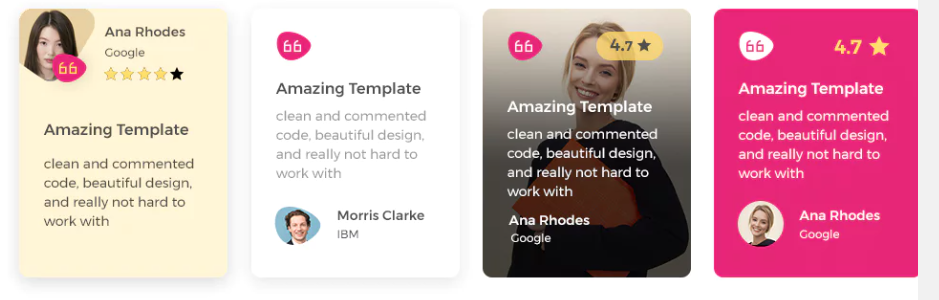 Ana Rhodes
Google
66
Amazing Template
clean and commented
code, beautiful design,
and really not hard to
work with
66
Amazing Template
clean and commented
code, beautiful design,
and really not hard to
work with
Morris Clarke
IBM
66
4.7
Amazing Template
clean and commented
code, beautiful design,
and really not hard to
work with
Ana Rhodes
Google
66
4.7
Amazing Template
clean and commented
code, beautiful design,
and really not hard to
work with
Ana Rhodes
Google